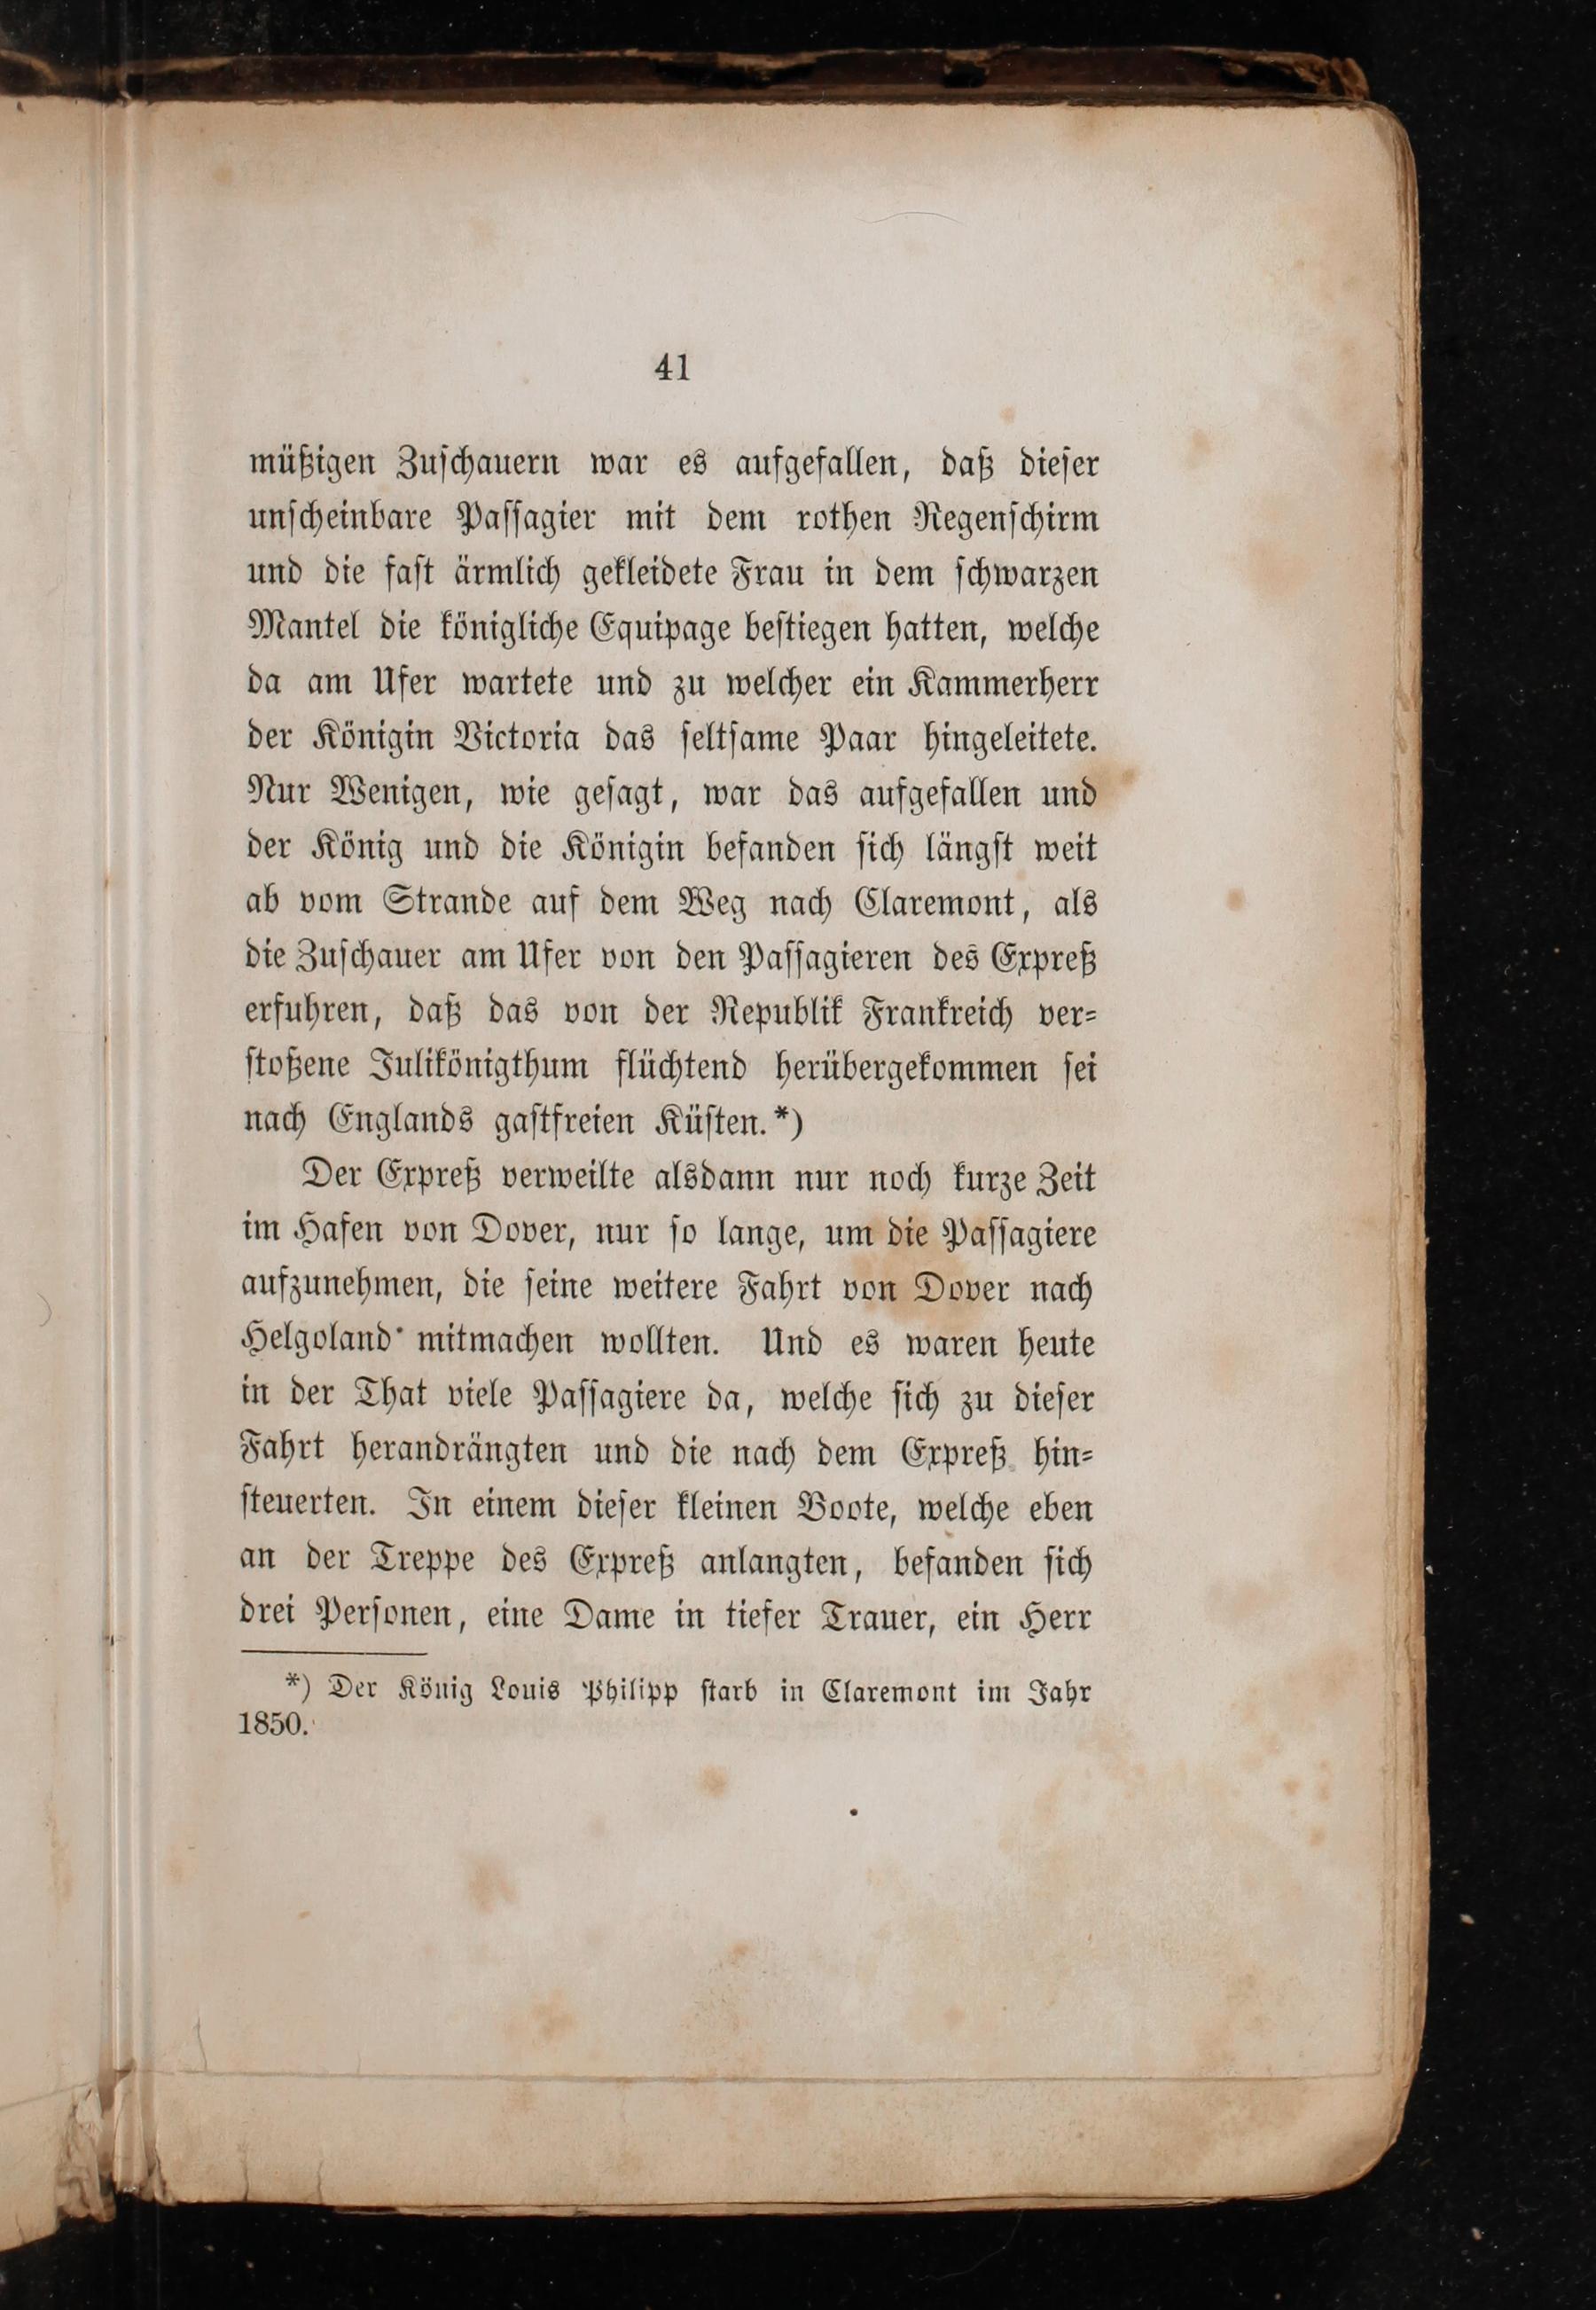 41
müßigen Zuschauern war es aufgefallen, daß dieser
unscheinbare Passagier mit dem rothen Regenschirm
und die fast ärmlich gekleidete Frau in dem schwarzen
Mantel die königliche Equipage bestiegen hatten, welche
da am Ufer wartete und zu welcher ein Kammerherr
der Königin Victoria das seltsame Paar hingeleitete.
Nur Wenigen, wie gesagt, war das aufgefallen und
der König und die Königin befanden sich längst weit
ab vom Strande auf dem Weg nach Claremont, als
die Zuschauer am Ufer von den Passagieren des Expreß
erfuhren, daß das von der Republik Frankreich ver-
stoßene Julikönigthum flüchtend herübergekommen sei
nach Englands gastfreien Küsten.*)
Der Expreß verweilte alsdann nur noch kurze Zeit
im Hafen von Dover, nur so lange, um die Passagiere
aufzunehmen, die seine weitere Fahrt von Dover nach
Helgoland mitmachen wollten. Und es waren heute
in der That viele Passagiere da, welche sich zu dieser
Fahrt herandrängten und die nach dem Expreß hin-
steuerten. In einem dieser kleinen Boote, welche eben
an der Treppe des Expreß anlangten, befanden sich
drei Personen, eine Dame in tiefer Trauer, ein Herr
*) Der König Louis Philipp starb in Claremont im Jahr
1850.